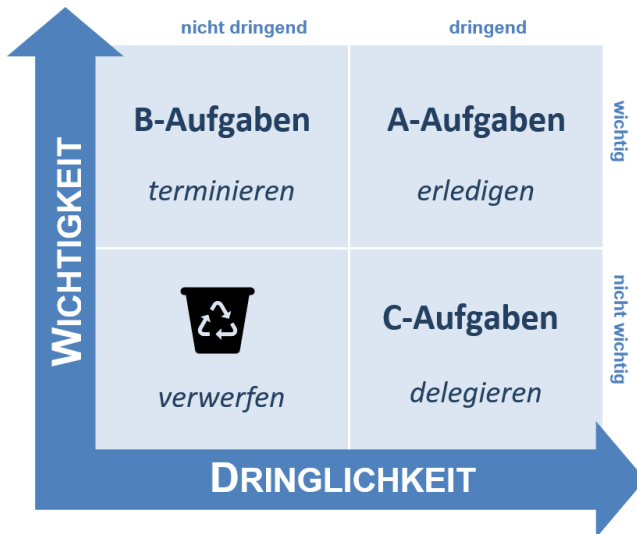 nicht dringend
dringend
B-Aufgaben
A-Aufgaben
wichtig
terminieren
erledigen
WICHTIGKEIT
C-Aufgaben
nicht wichtig
verwerfen
delegieren
DRINGLICHKEIT